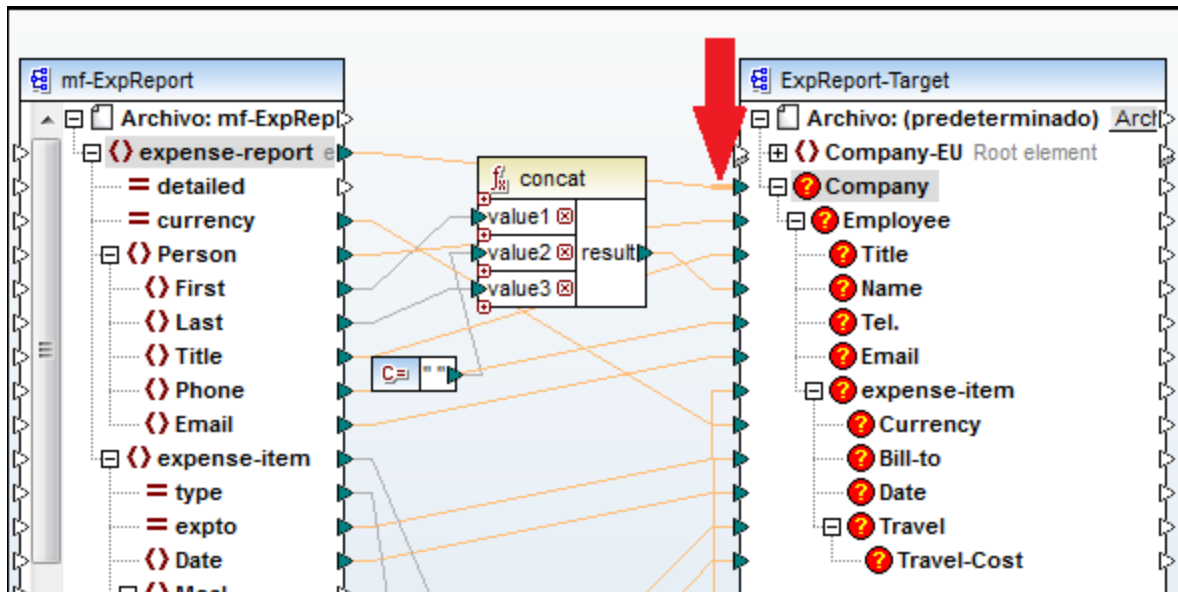 mf-ExpReport
Archivo: mf-ExpRep
expense-report
detailed
currency
Person
First
Last
Title
Phone
Email
expense-item
type
expto
Date
concat
value1
value2
value3
result
C= " "
ExpReport-Target
Archivo: (predeterminado)
Company-EU Root element
Company
Employee
Title
Name
Tel.
Email
expense-item
Currency
Bill-to
Date
Travel
Travel-Cost